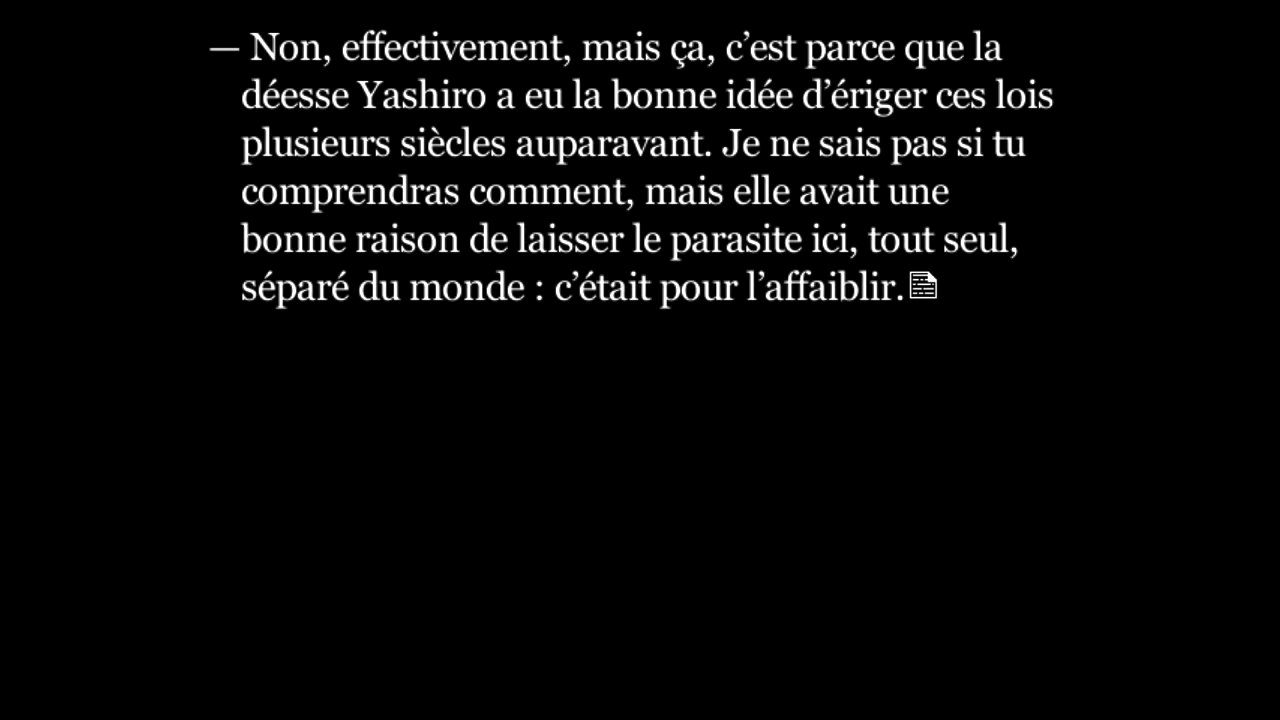 — Non, effectivement, mais ça, c’est parce que la
déesse Yashiro a eu la bonne idée d’ériger ces lois
plusieurs siècles auparavant. Je ne sais pas si tu
comprendras comment, mais elle avait une
bonne raison de laisser le parasite ici, tout seul,
séparé du monde : c’était pour l’affaiblir.